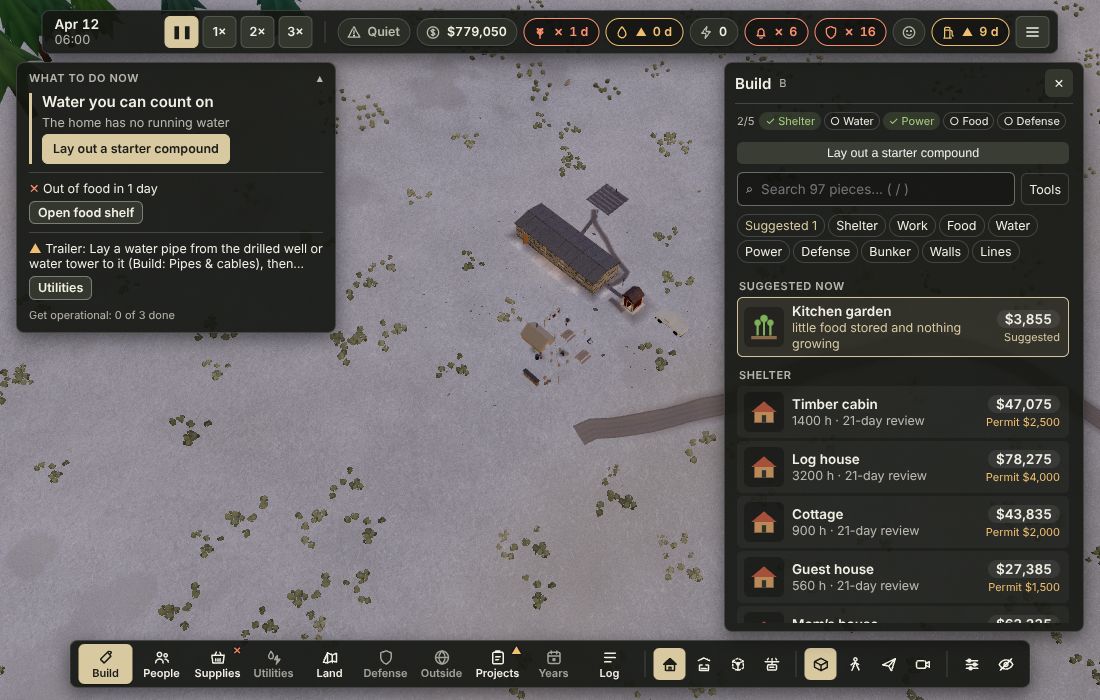 Apr 12
06:00
1×
2×
3×
Quiet
$779,050
× 1 d
0 d
0
× 6
× 16
9 d
WHAT TO DO NOW
Water you can count on
The home has no running water
Lay out a starter compound
× Out of food in 1 day
Open food shelf
Trailer: Lay a water pipe from the drilled well or
water tower to it (Build: Pipes & cables), then…
Utilities
Get operational: 0 of 3 done
Build B
×
2/5 ✓ Shelter Water ✓ Power Food Defense
Lay out a starter compound
Search 97 pieces… ( / )
Tools
Suggested 1 Shelter Work Food Water
Power Defense Bunker Walls Lines
SUGGESTED NOW
Kitchen garden
little food stored and nothing
growing
$3,855
Suggested
SHELTER
Timber cabin
1400 h · 21-day review
$47,075
Permit $2,500
Log house
3200 h · 21-day review
$78,275
Permit $4,000
Cottage
900 h · 21-day review
$43,835
Permit $2,000
Guest house
560 h · 21-day review
$27,385
Permit $1,500
Build
People
Supplies
Utilities
Land
Defense
Outside
Projects
Years
Log